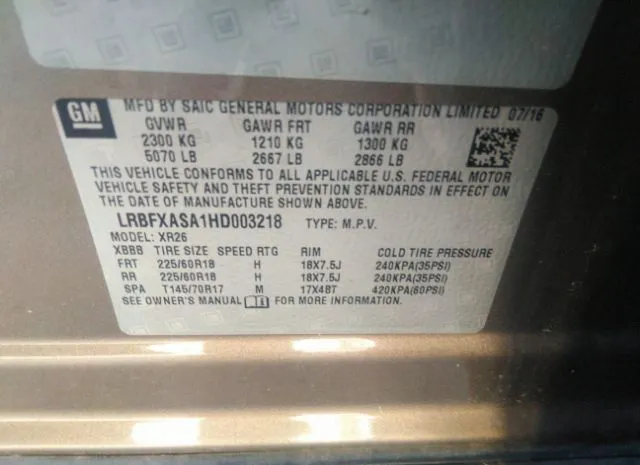 GM
MFD BY SAIC GENERAL MOTORS CORPORATION LIMITED 07/16
GVWR GAWR FRT GAWR RR
2300 KG 1210 KG 1300 KG
5070 LB 2667 LB 2866 LB
THIS VEHICLE CONFORMS TO ALL APPLICABLE U.S. FEDERAL MOTOR
VEHICLE SAFETY AND THEFT PREVENTION STANDARDS IN EFFECT ON
THE DATE OF MANUFACTURE SHOWN ABOVE.
LRBFXASA1HD003218 TYPE: M.P.V.
MODEL: XR26
XBBB TIRE SIZE SPEED RTG RIM COLD TIRE PRESSURE
FRT 225/60R18 H 18X7.5J 240KPA(35PSI)
RR 225/60R18 H 18X7.5J 240KPA(35PSI)
SPA T145/70R17 M 17X4BT 420KPA(60PSI)
SEE OWNER'S MANUAL FOR MORE INFORMATION.